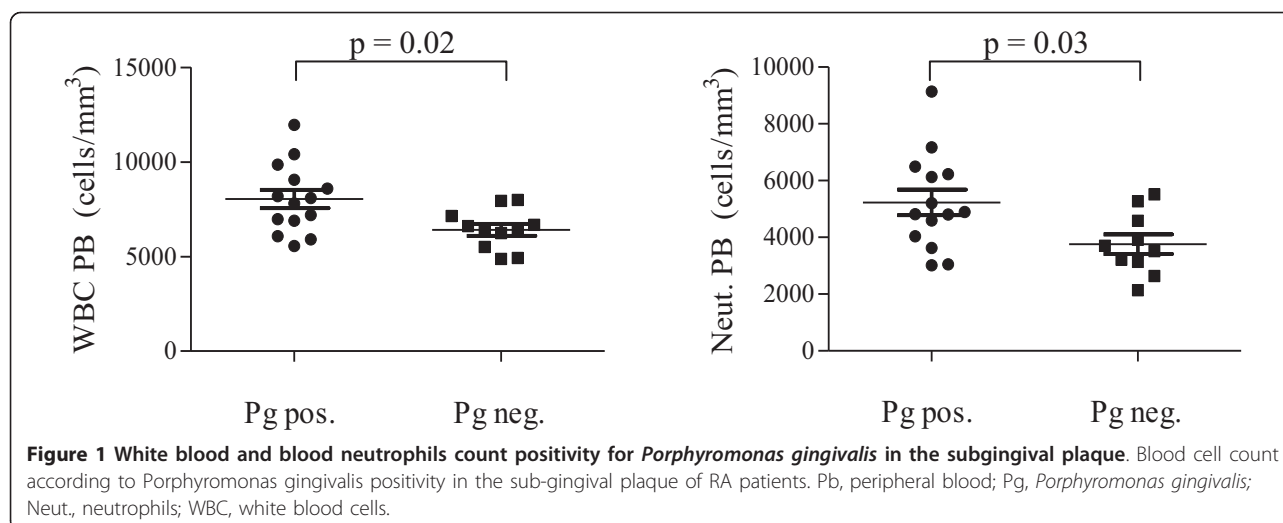 p = 0.02
15000
10000
5000
0
WBC PB (cells/mm³)
Pg pos. Pg neg.
p = 0.03
10000
8000
6000
4000
2000
0
Neut. PB (cells/mm³)
Pg pos. Pg neg.
Figure 1 White blood and blood neutrophils count positivity for Porphyromonas gingivalis in the subgingival plaque. Blood cell count
according to Porphyromonas gingivalis positivity in the sub-gingival plaque of RA patients. Pb, peripheral blood; Pg, Porphyromonas gingivalis;
Neut., neutrophils; WBC, white blood cells.